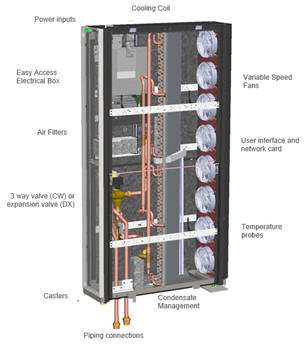 Cooling Coil
Power inputs
Easy Access
Electrical Box
Variable Speed
Fans
Air Filters
User interface and
network card
3 way valve (CW) or
expansion valve (DX)
Temperature
probes
Casters
Condensate
Management
Piping connections